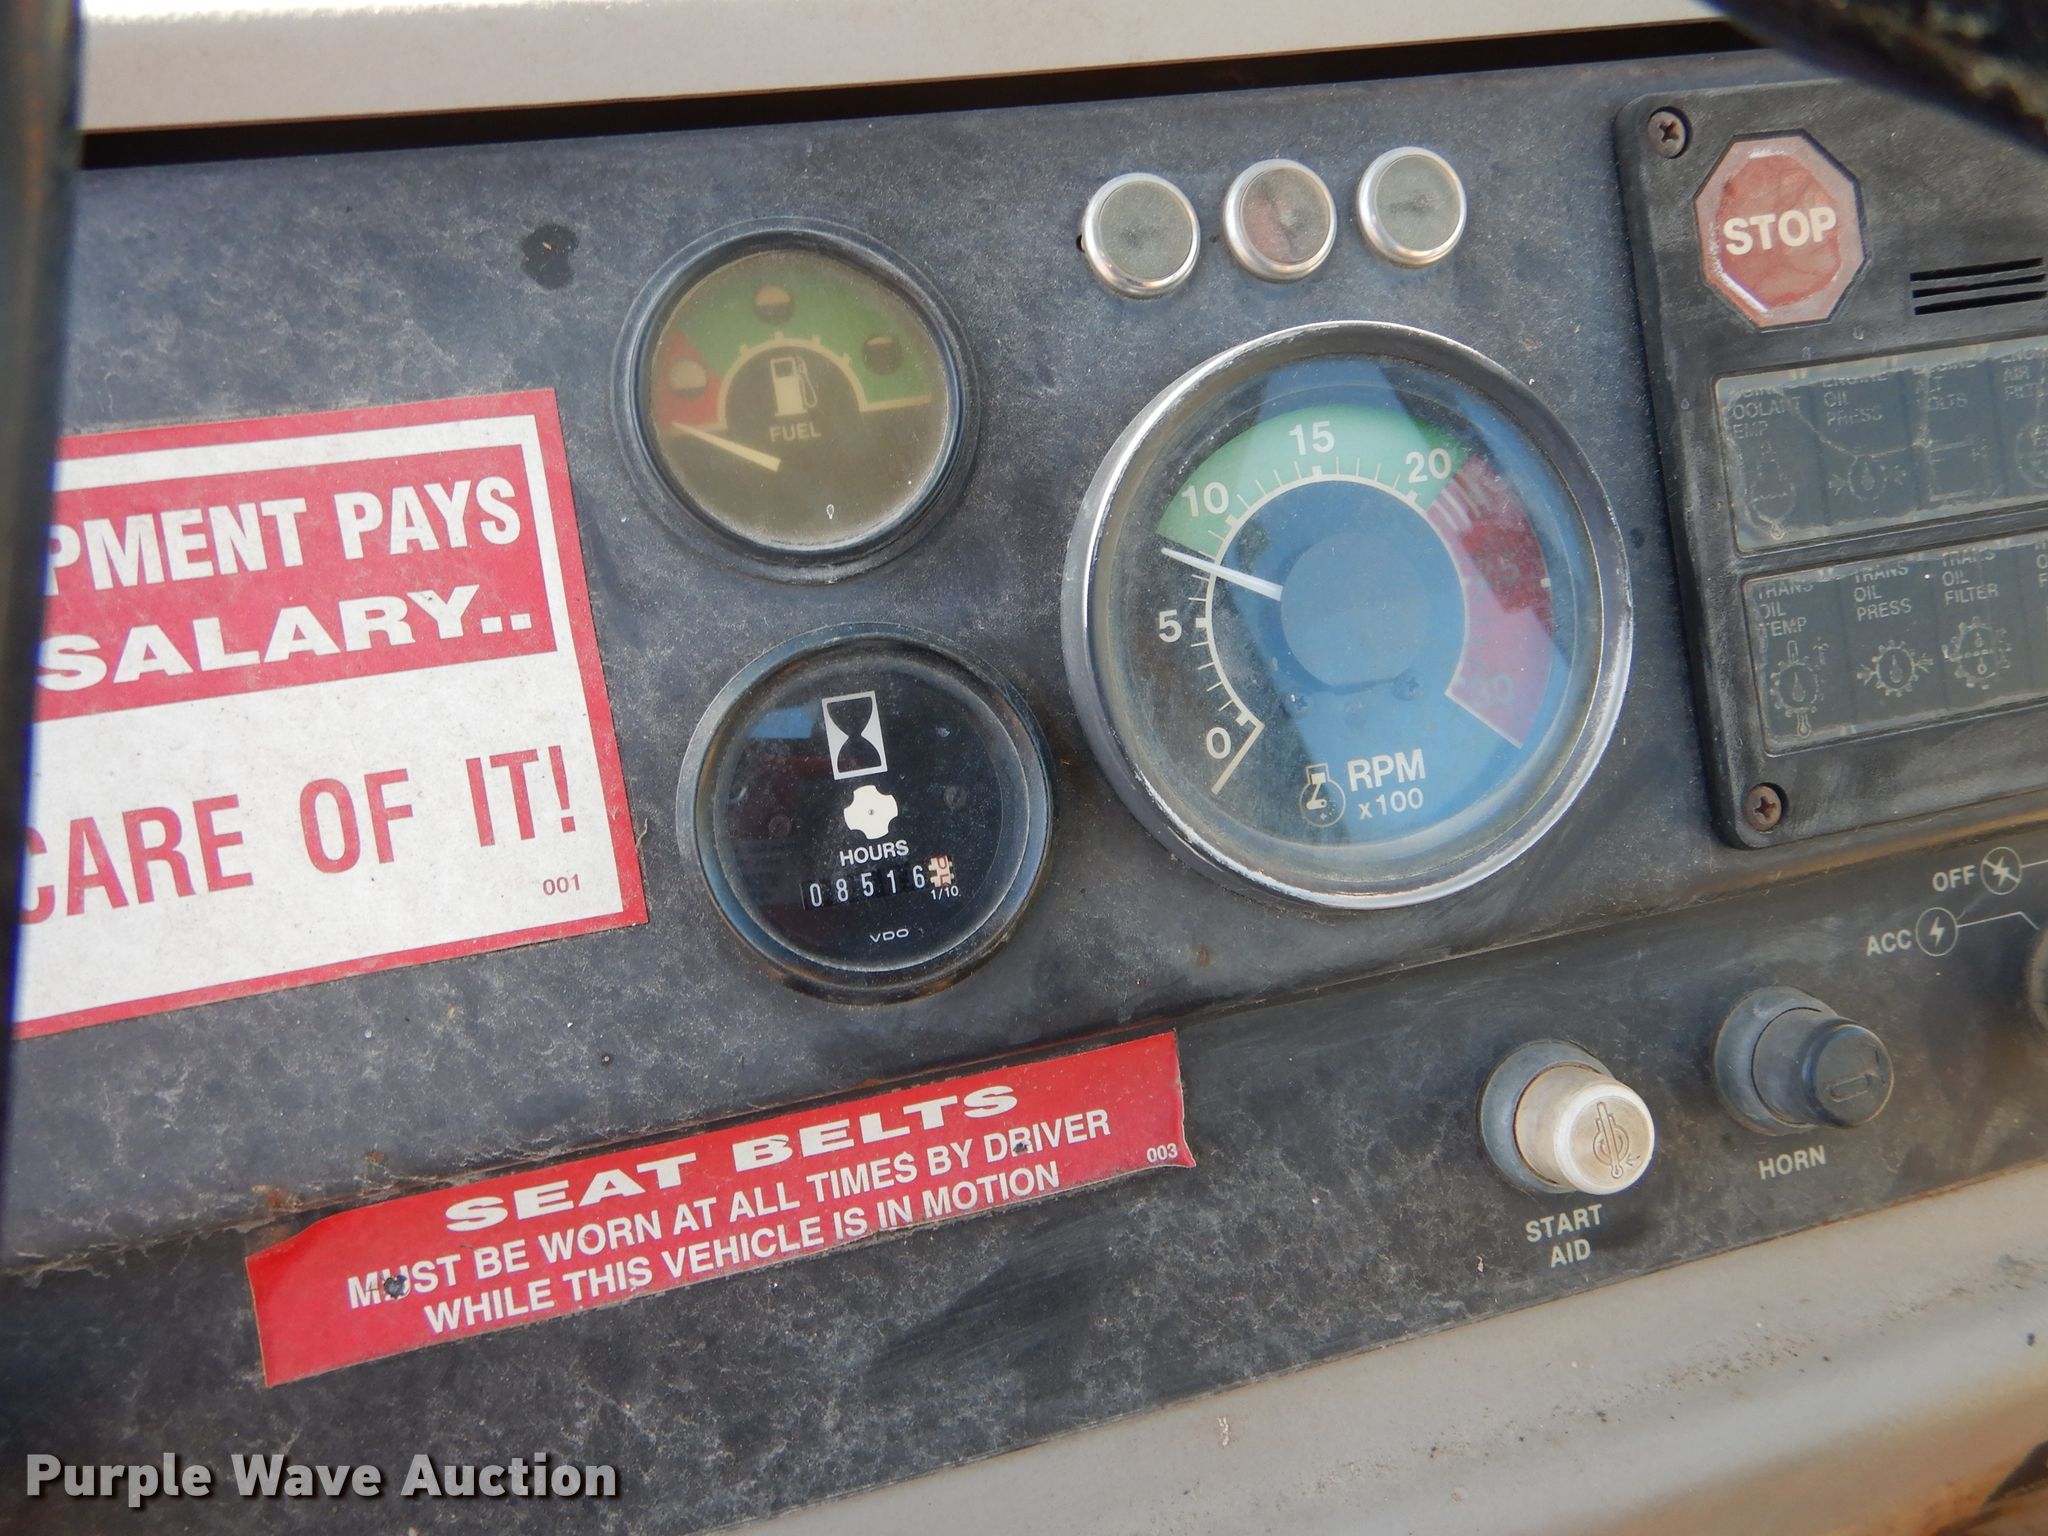 PMENT PAYS
SALARY..
CARE OF IT!
001
FUEL
HOURS
08516
1/10
VDO
0
5
10
15
20
RPM
x100
STOP
COOLANT
ENGINE
OIL
PRESS
TRANS
OIL
TEMP
TRANS
OIL
PRESS
TRANS
OIL
FILTER
OFF
ACC
HORN
START
AID
SEAT BELTS
MUST BE WORN AT ALL TIMES BY DRIVER
WHILE THIS VEHICLE IS IN MOTION
003
Purple Wave Auction